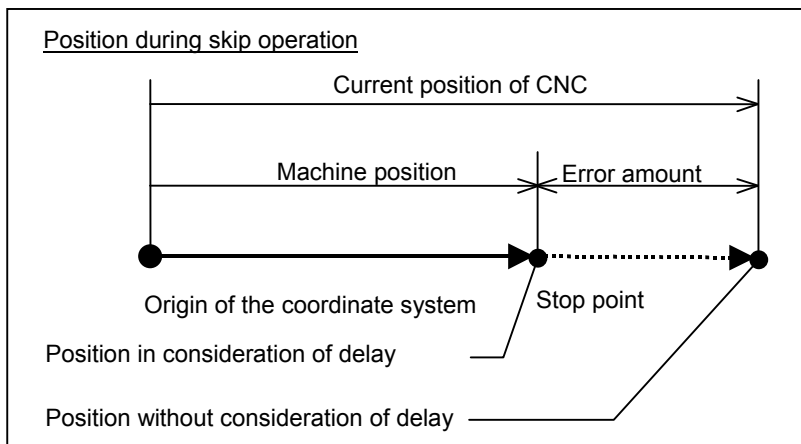 Position during skip operation
Current position of CNC
Machine position
Error amount
Origin of the coordinate system
Stop point
Position in consideration of delay
Position without consideration of delay